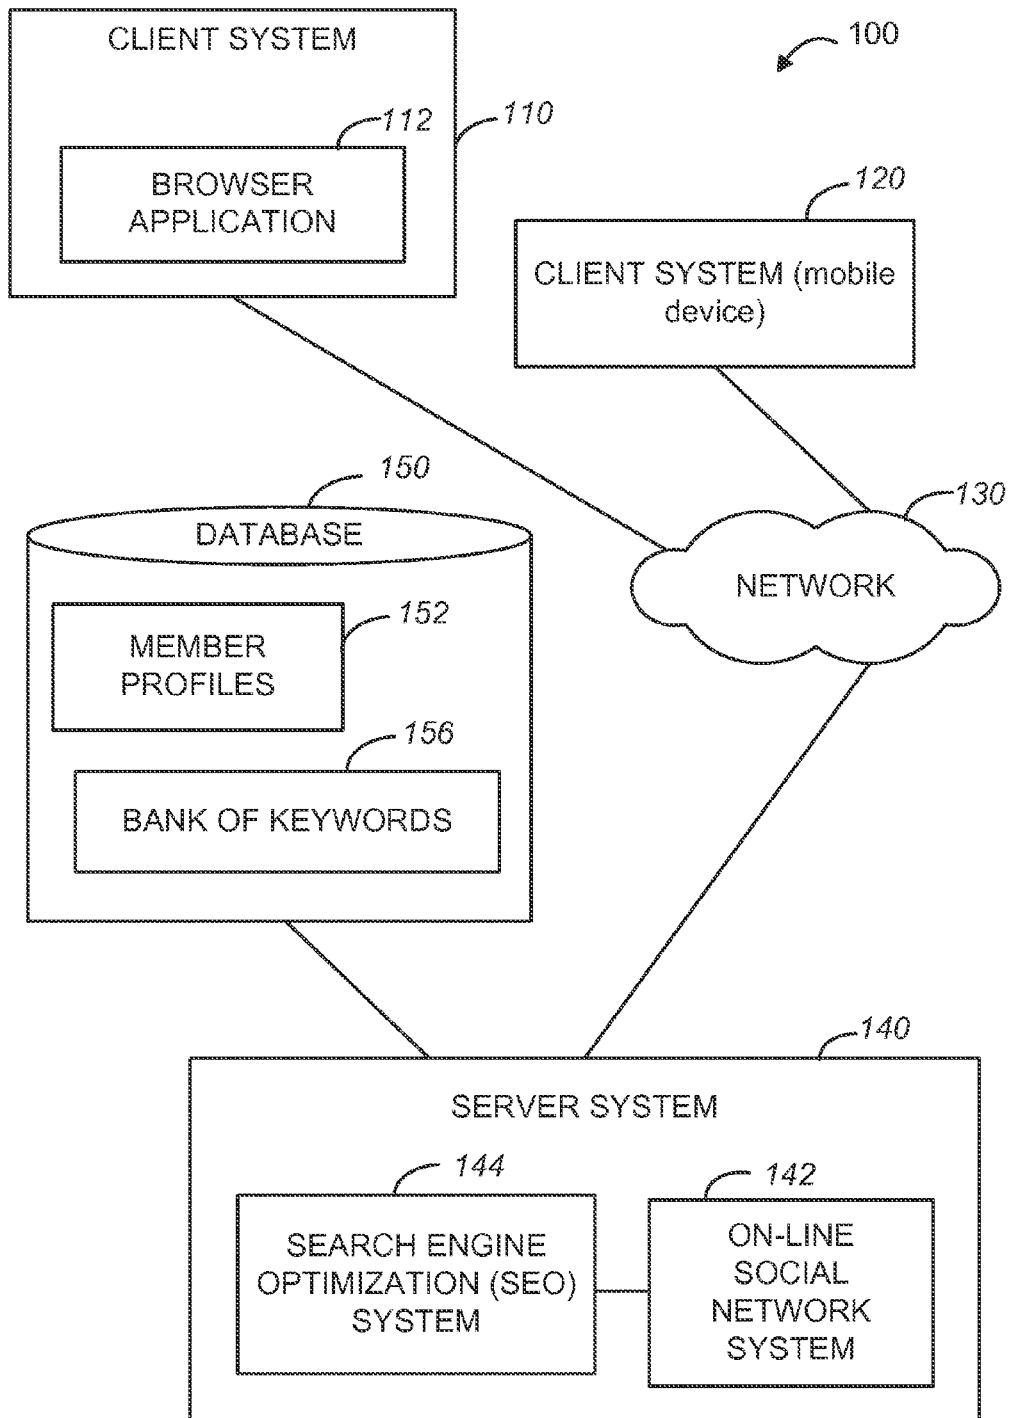 CLIENT SYSTEM
100
112
110
BROWSER
APPLICATION
120
CLIENT SYSTEM (mobile
device)
150
DATABASE
130
NETWORK
152
MEMBER
PROFILES
156
BANK OF KEYWORDS
140
SERVER SYSTEM
144
SEARCH ENGINE
OPTIMIZATION (SEO)
SYSTEM
142
ON-LINE
SOCIAL
NETWORK
SYSTEM